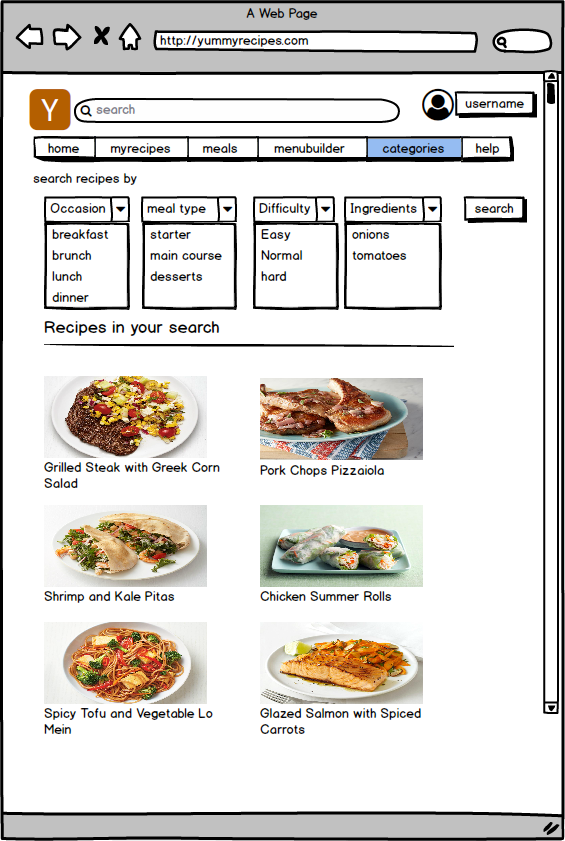 A Web Page
http://yummyrecipes.com
Y
search
username
home myrecipes meals menubuilder categories help
search recipes by
Occasion meal type Difficulty Ingredients search
breakfast starter Easy onions
brunch main course Normal tomatoes
lunch desserts hard
dinner
Recipes in your search
Grilled Steak with Greek Corn
Salad
Pork Chops Pizzaiola
Shrimp and Kale Pitas
Chicken Summer Rolls
Spicy Tofu and Vegetable Lo
Mein
Glazed Salmon with Spiced
Carrots